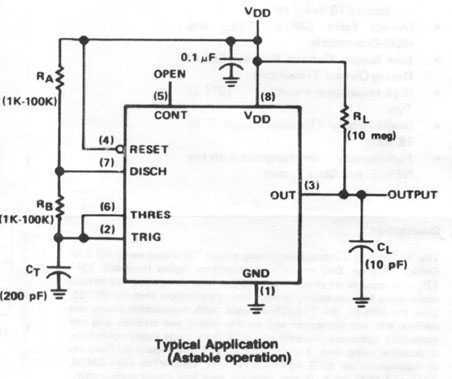 VDD
0.1 µF
RA
(1K-100K)
OPEN
(5)
(8)
CONT
VDD
RL
(10 meg)
(4)
RESET
(7)
DISCH
(3)
OUT
OUTPUT
RB
(1K-100K)
(6)
THRES
(2)
TRIG
CT
(200 pF)
CL
(10 pF)
GND
(1)
Typical Application
(Astable operation)